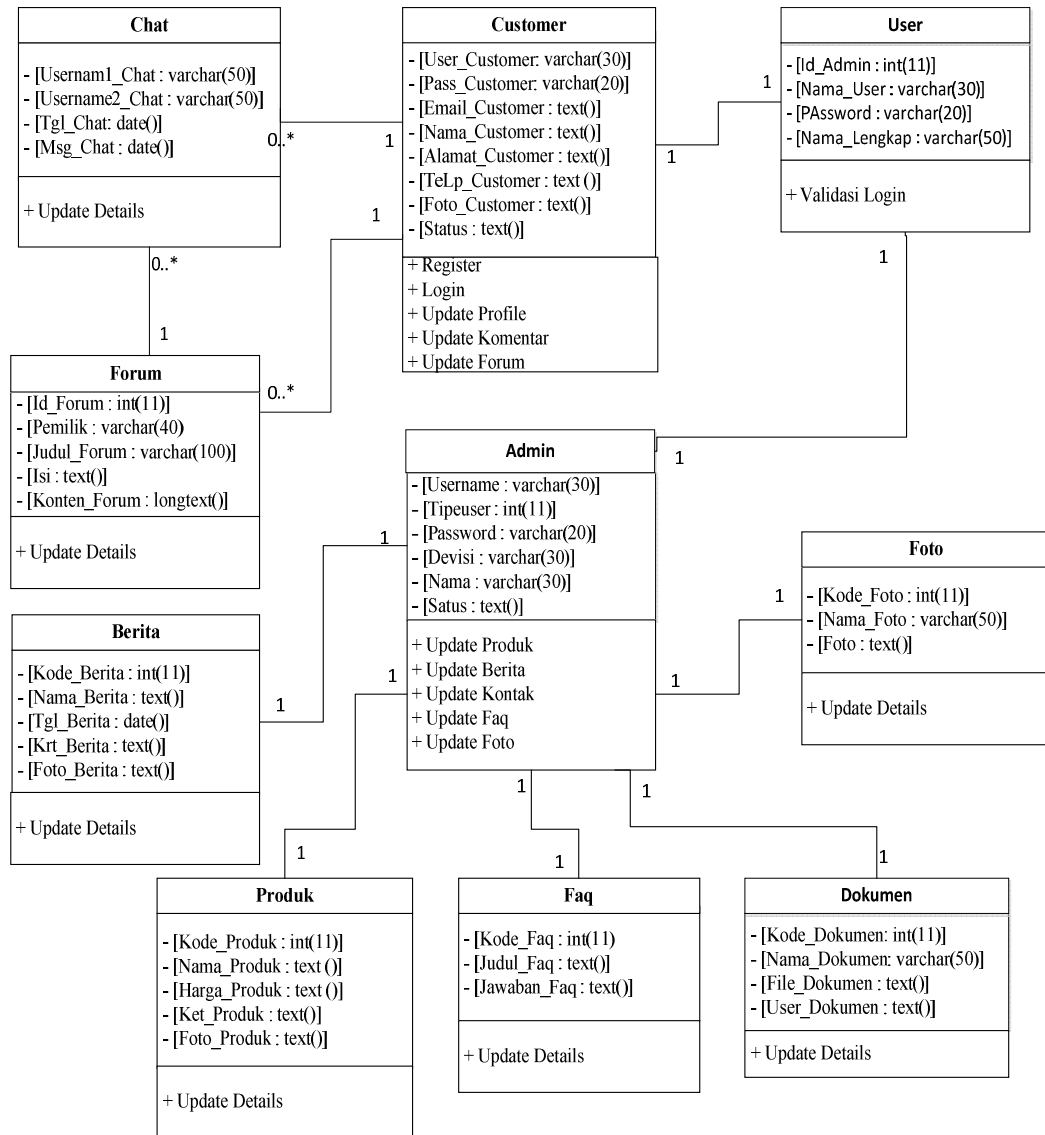 Chat
- [Usernam1_Chat : varchar(50)]
- [Username2_Chat : varchar(50)]
- [Tgl_Chat: date()]
- [Msg_Chat : date()]
+ Update Details
Customer
- [User_Customer: varchar(30)]
- [Pass_Customer: varchar(20)]
- [Email_Customer : text()]
- [Nama_Customer : text()]
- [Alamat_Customer : text()]
- [TeLp_Customer : text ()]
- [Foto_Customer : text()]
- [Status : text()]
+ Register
+ Login
+ Update Profile
+ Update Komentar
+ Update Forum
User
- [Id_Admin : int(11)]
- [Nama_User : varchar(30)]
- [PAssword : varchar(20)]
- [Nama_Lengkap : varchar(50)]
+ Validasi Login
0..*
1
1
1
1
0..*
1
0..*
1
1
Forum
- [Id_Forum : int(11)]
- [Pemilik : varchar(40)
- [Judul_Forum : varchar(100)]
- [Isi : text()]
- [Konten_Forum : longtext()]
+ Update Details
Admin
- [Username : varchar(30)]
- [Tipeuser : int(11)]
- [Password : varchar(20)]
- [Devisi : varchar(30)]
- [Nama : varchar(30)]
- [Satus : text()]
+ Update Produk
+ Update Berita
+ Update Kontak
+ Update Faq
+ Update Foto
Foto
- [Kode_Foto : int(11)]
- [Nama_Foto : varchar(50)]
- [Foto : text()]
+ Update Details
Berita
- [Kode_Berita : int(11)]
- [Nama_Berita : text()]
- [Tgl_Berita : date()]
- [Krt_Berita : text()]
- [Foto_Berita : text()]
+ Update Details
1
1
1
1
1
1
1
1
1
1
Produk
- [Kode_Produk : int(11)]
- [Nama_Produk : text ()]
- [Harga_Produk : text ()]
- [Ket_Produk : text()]
- [Foto_Produk : text()]
+ Update Details
Faq
- [Kode_Faq : int(11)
- [Judul_Faq : text()]
- [Jawaban_Faq : text()]
+ Update Details
Dokumen
- [Kode_Dokumen: int(11)]
- [Nama_Dokumen: varchar(50)]
- [File_Dokumen : text()]
- [User_Dokumen : text()]
+ Update Details